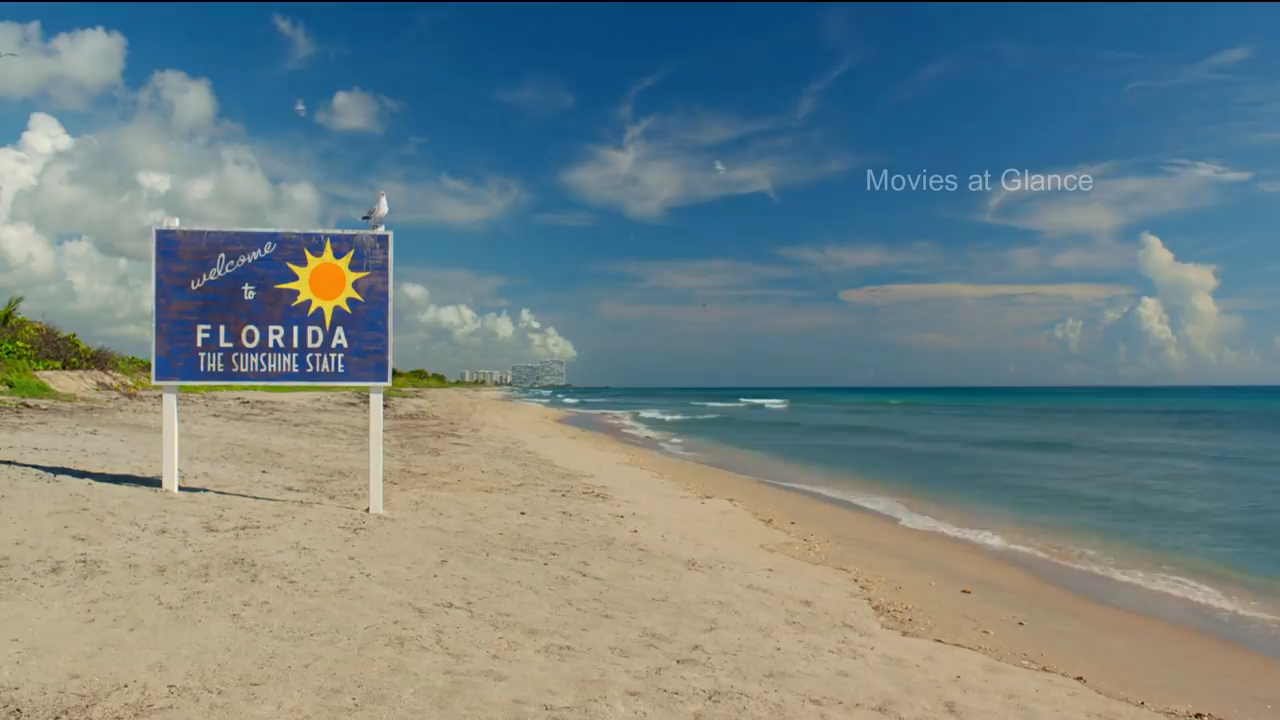 welcome
to
FLORIDA
THE SUNSHINE STATE
Movies at Glance